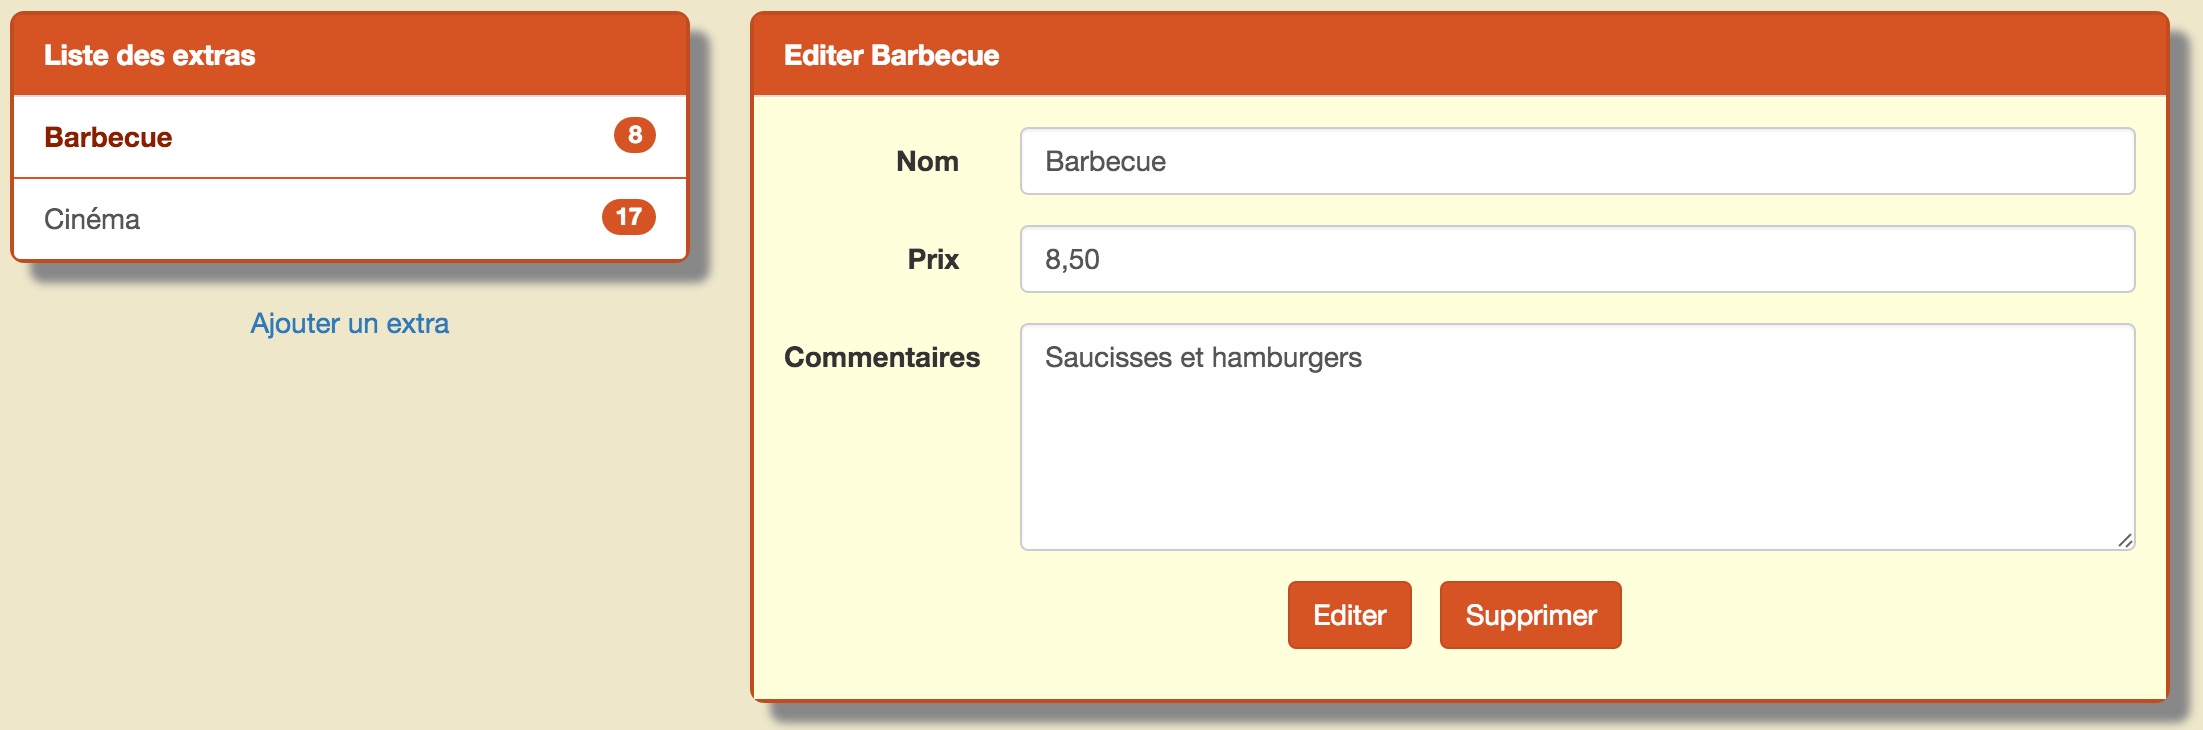 Liste des extras
Barbecue 8
Cinéma 17
Ajouter un extra
Editer Barbecue
Nom Barbecue
Prix 8,50
Commentaires Saucisses et hamburgers
Editer Supprimer